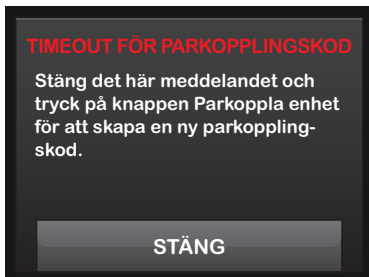 TIMEOUT FÖR PARKOPPLINGSKOD
Stäng det här meddelandet och
tryck på knappen Parkoppla enhet
för att skapa en ny parkoppling-
skod.
STÄNG